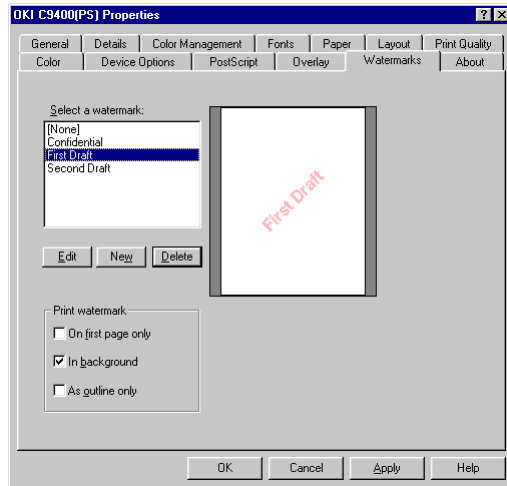 OKI C9400(PS) Properties
General Details Color Management Fonts Paper Layout Print Quality
Color Device Options PostScript Overlay Watermarks About
Select a watermark:
[None]
Confidential
First Draft
Second Draft
First Draft
Edit New Delete
Print watermark
On first page only
In background
As outline only
OK Cancel Apply Help